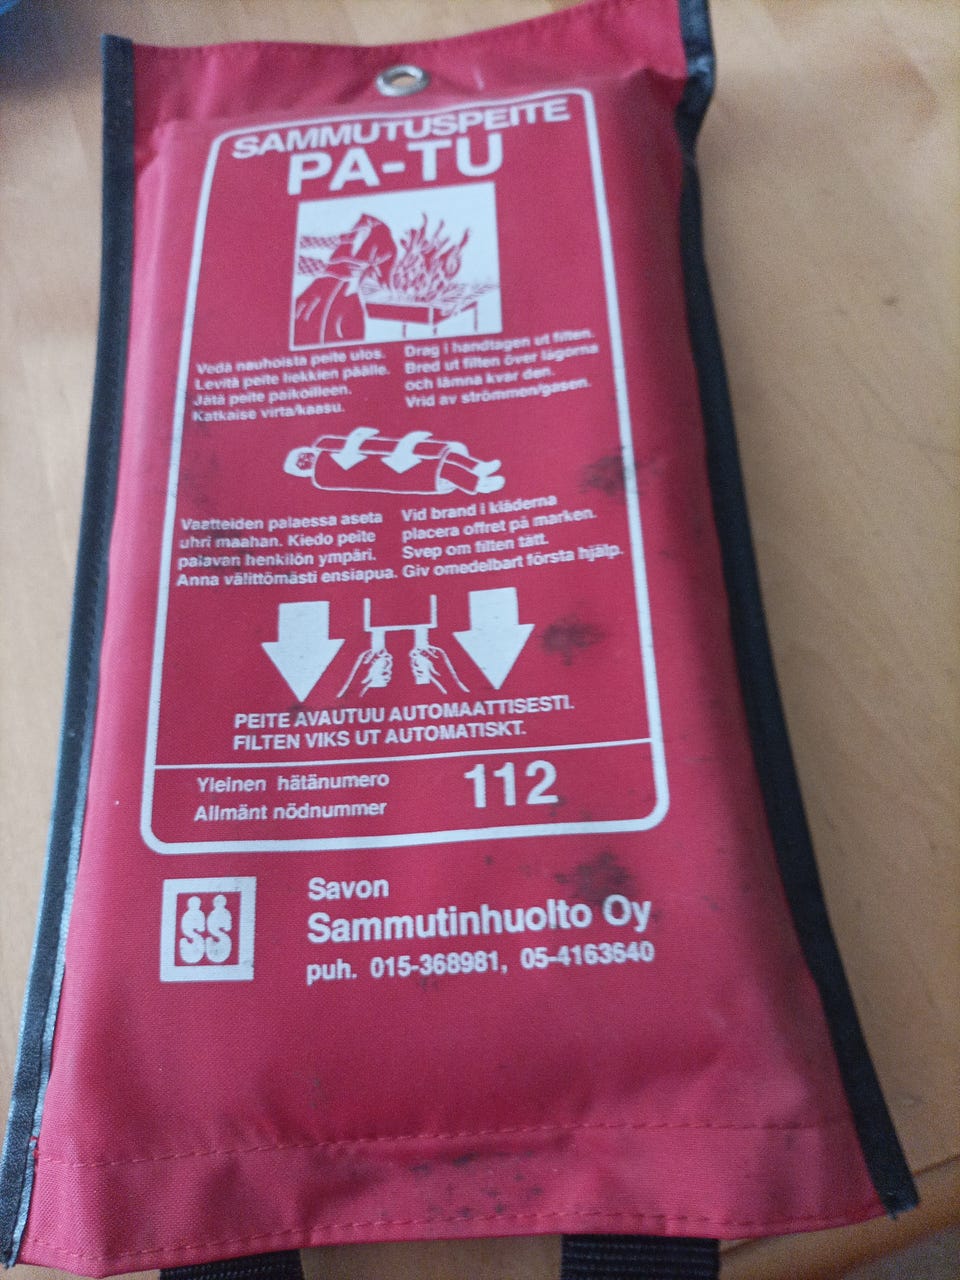 SAMMUTUSPEITE
PA-TU
Vedä nauhoista peite ulos.
Levitä peite liekkien päälle.
Jätä peite paikoilleen.
Katkaise virta/kaasu.
Drag i handtagen ut filten.
Bred ut filten över lågorna
och lämna kvar den.
Vrid av strömmen/gasen.
Vaatteiden palaessa aseta
uhri maahan. Kiedo peite
palavan henkilön ympäri.
Anna välittömästi ensiapua.
Vid brand i kläderna
placera offret på marken.
Svep om filten tätt.
Giv omedelbart första hjälp.
PEITE AVAUTUU AUTOMAATTISESTI.
FILTEN VIKS UT AUTOMATISKT.
Yleinen hätänumero
Allmänt nödnummer
112
SS
Savon
Sammutinhuolto Oy
puh. 015-368981, 05-4163640